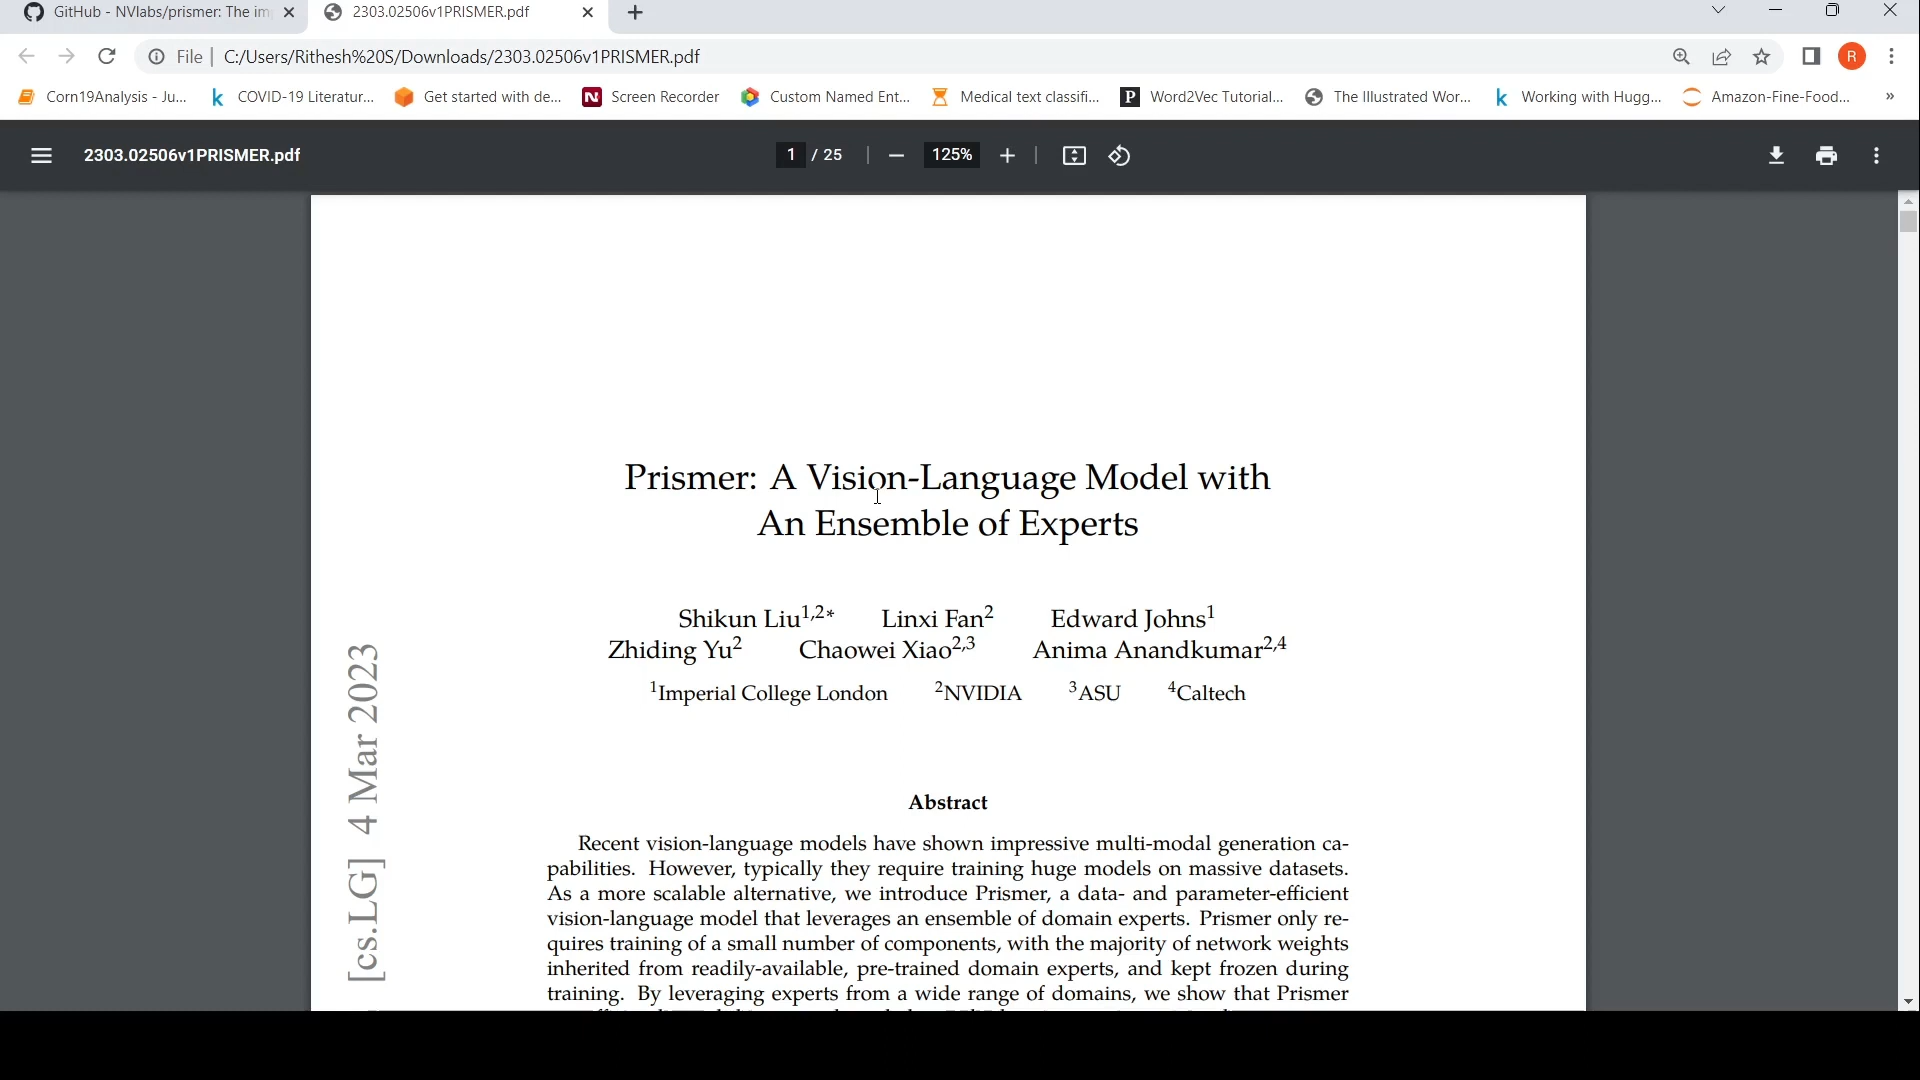 GitHub - NVlabs/prismer: The im
2303.02506v1PRISMER.pdf
File | C:/Users/Rithesh%20S/Downloads/2303.02506v1PRISMER.pdf
R
Corn19Analysis - Ju...
COVID-19 Literatur...
Get started with de...
Screen Recorder
Custom Named Ent...
Medical text classifi...
Word2Vec Tutorial...
The Illustrated Wor...
Working with Hugg...
Amazon-Fine-Food...
»
2303.02506v1PRISMER.pdf
1 / 25
125%
Prismer: A Vision-Language Model with
An Ensemble of Experts
Shikun Liu1,2* Linxi Fan2 Edward Johns1
Zhiding Yu2 Chaowei Xiao2,3 Anima Anandkumar2,4
1Imperial College London 2NVIDIA 3ASU 4Caltech
[cs.LG] 4 Mar 2023
Abstract
Recent vision-language models have shown impressive multi-modal generation ca-
pabilities. However, typically they require training huge models on massive datasets.
As a more scalable alternative, we introduce Prismer, a data- and parameter-efficient
vision-language model that leverages an ensemble of domain experts. Prismer only re-
quires training of a small number of components, with the majority of network weights
inherited from readily-available, pre-trained domain experts, and kept frozen during
training. By leveraging experts from a wide range of domains, we show that Prismer